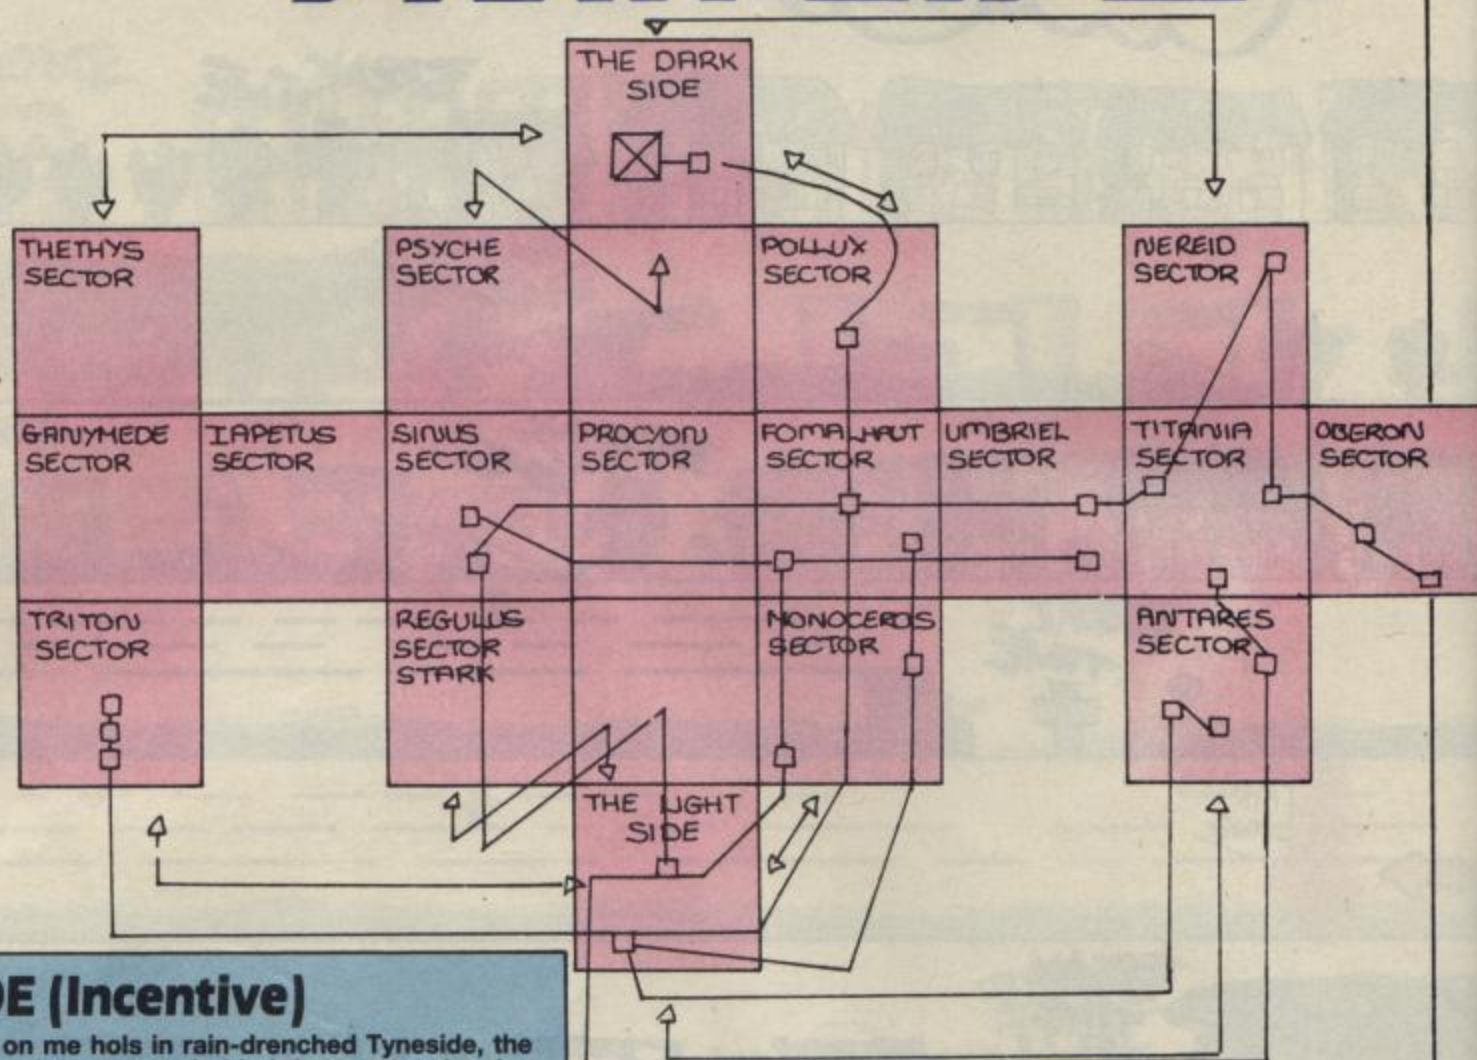 THE DARK
SIDE
THETHYS
SECTOR
PSYCHE
SECTOR
POLLUX
SECTOR
NEREID
SECTOR
GANYMEDE
SECTOR
IAPETUS
SECTOR
SINUS
SECTOR
PROCYON
SECTOR
FOMALHAUT
SECTOR
UMBRIEL
SECTOR
TITANIA
SECTOR
OBERON
SECTOR
TRITON
SECTOR
REGULUS
SECTOR
STARK
MONOCEROS
SECTOR
ANTARES
SECTOR
THE LIGHT
SIDE
(Incentive)
on me hols in rain-drenched Tyneside, the